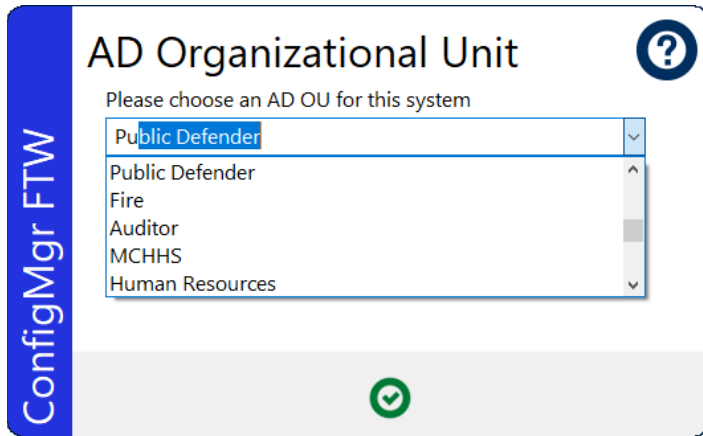 ConfigMgr FTW
AD Organizational Unit
?
Please choose an AD OU for this system
Public Defender
Public Defender
Fire
Auditor
MCHHS
Human Resources